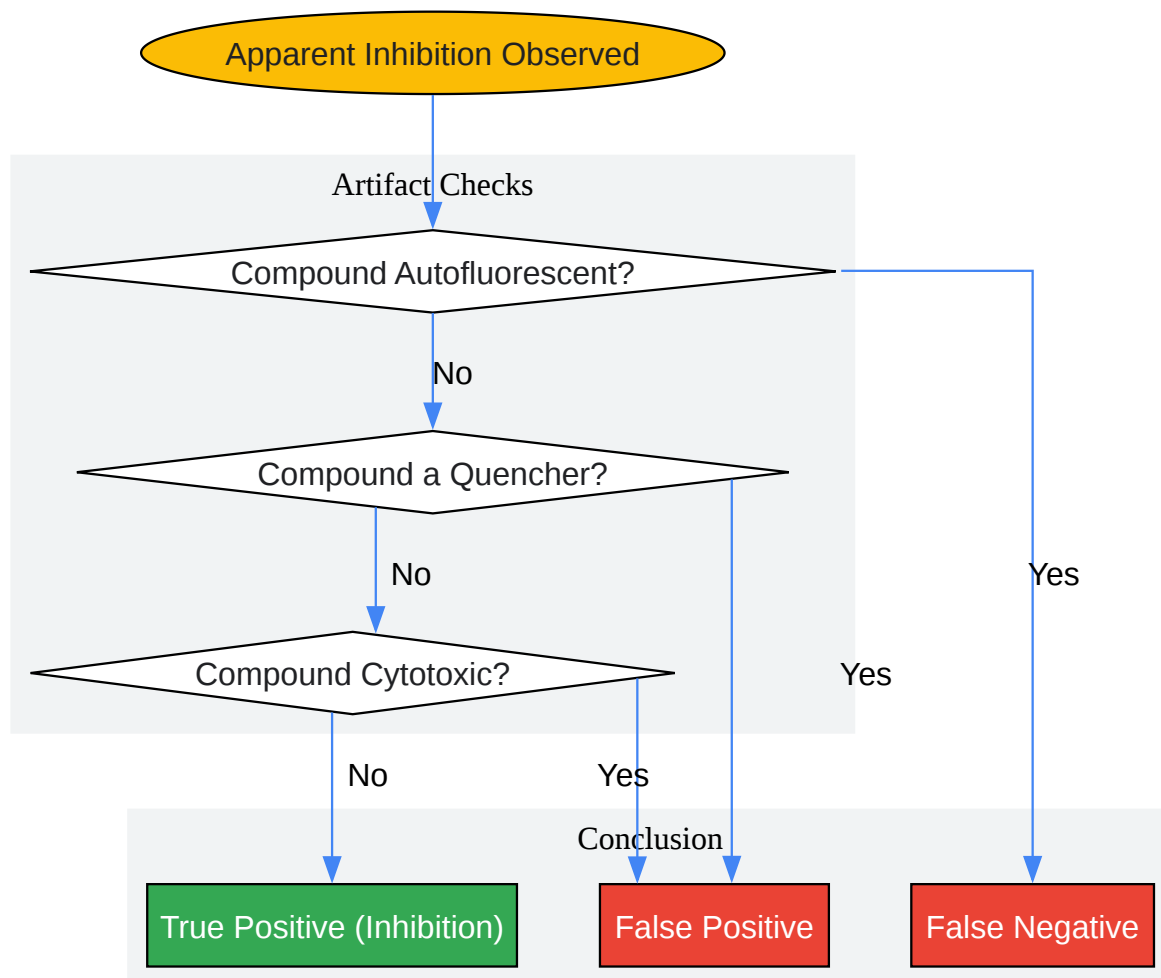 Apparent Inhibition Observed
Artifact Checks
Compound Autofluorescent?
No
Compound a Quencher?
No
Yes
Compound Cytotoxic?
Yes
No
Yes
Conclusion
True Positive (Inhibition)
False Positive
False Negative